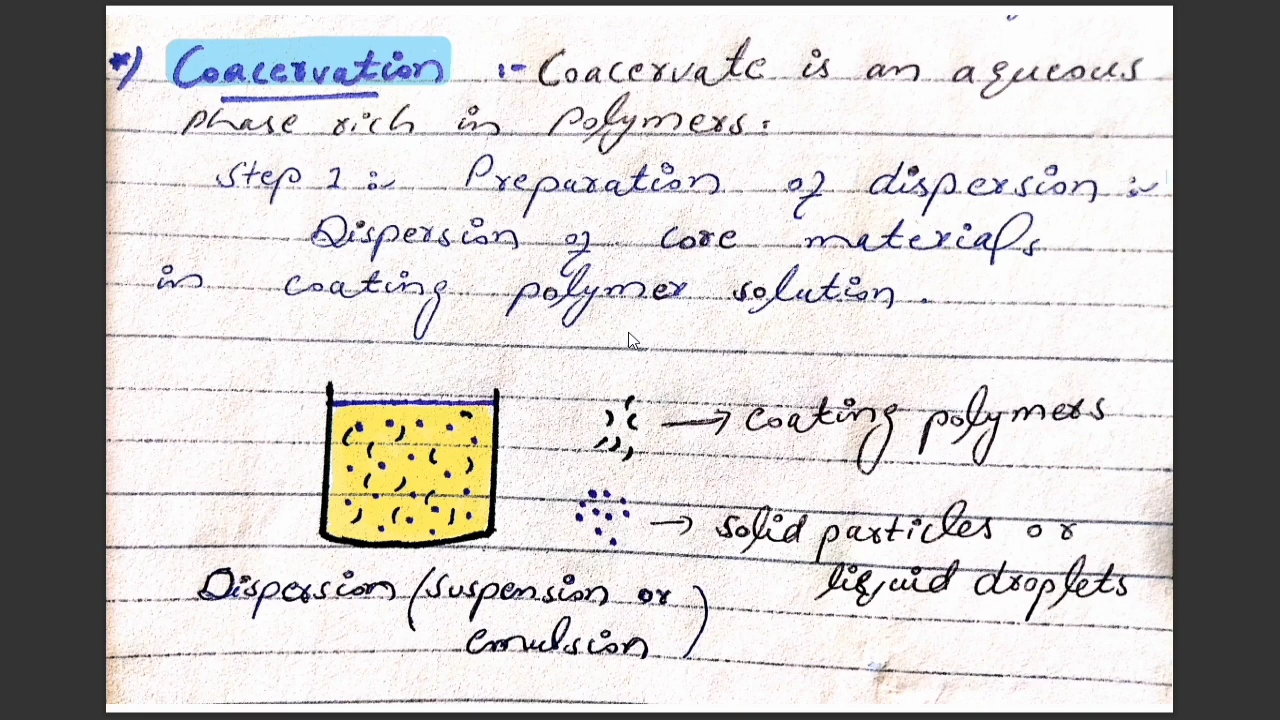 *) Coacervation :- Coacervate is an aqueous
phase rich in polymers.
Step 1 :- Preparation of dispersion :-
Dispersion of core materials
in coating polymer solution.
→ coating polymers
→ solid particles or
liquid droplets
Dispersion (suspension or
emulsion)